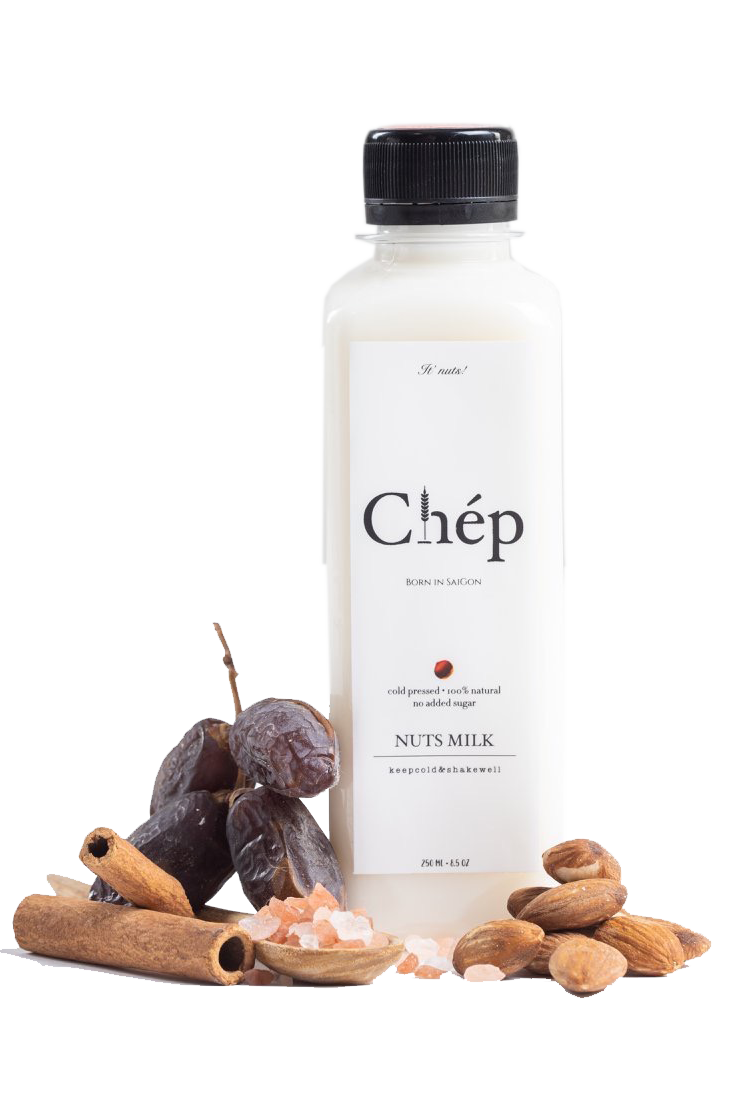 It' nuts!
Chép
BORN IN SAIGON
cold pressed • 100% natural
no added sugar
NUTS MILK
keepcold&shakewell
250 ML - 8.5 OZ